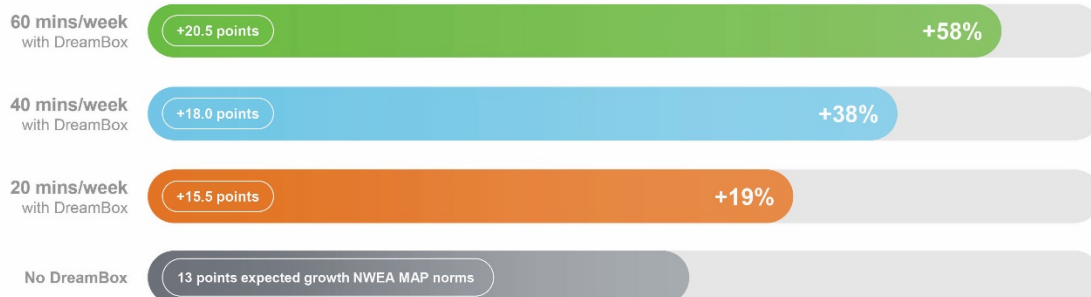 60 mins/week
with DreamBox
+20.5 points
+58%
40 mins/week
with DreamBox
+18.0 points
+38%
20 mins/week
with DreamBox
+15.5 points
+19%
No DreamBox
13 points expected growth NWEA MAP norms